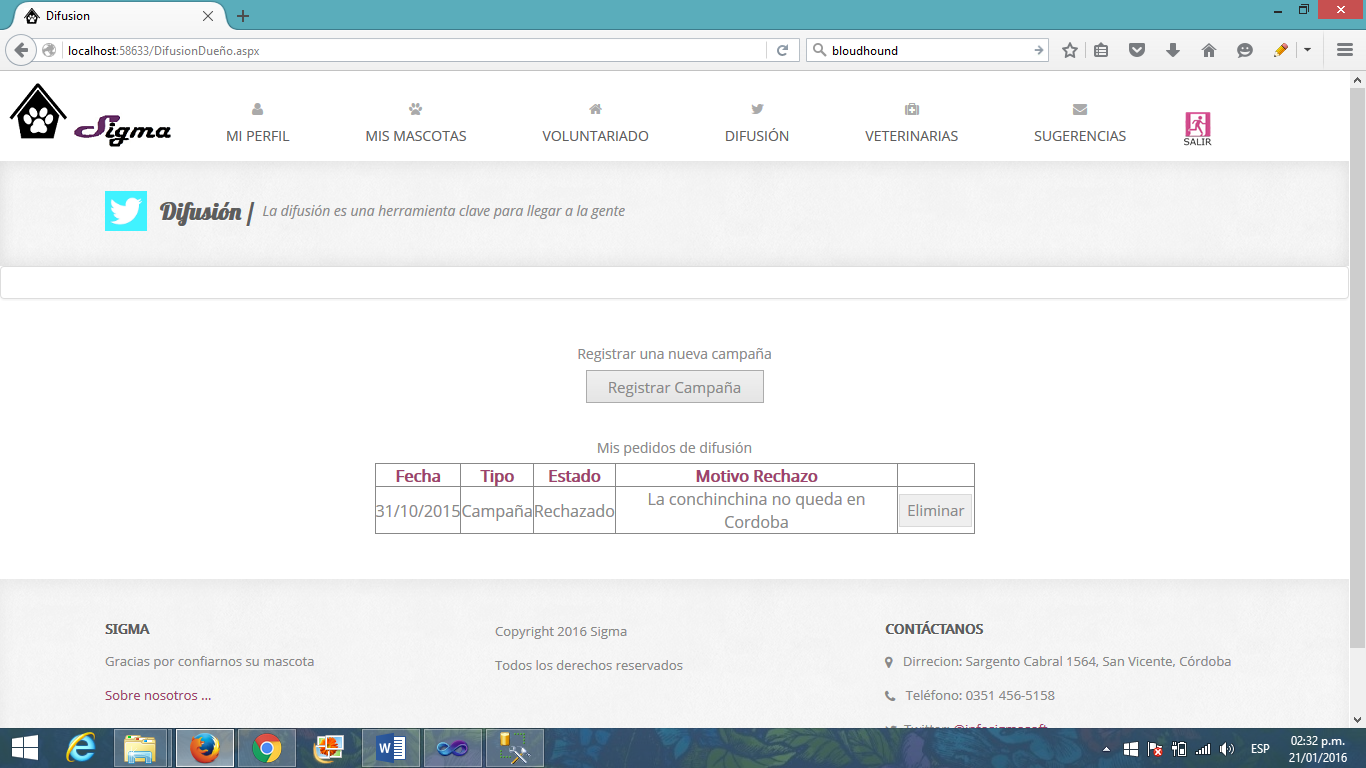 Difusion
localhost:58633/DifusionDueño.aspx
bloudhound
Sigma
MI PERFIL
MIS MASCOTAS
VOLUNTARIADO
DIFUSIÓN
VETERINARIAS
SUGERENCIAS
SALIR
Difusión | La difusión es una herramienta clave para llegar a la gente
Registrar una nueva campaña
Registrar Campaña
Mis pedidos de difusión
Fecha Tipo Estado Motivo Rechazo
31/10/2015 Campaña Rechazado La conchinchina no queda en
Cordoba
Eliminar
SIGMA
Gracias por confiarnos su mascota
Sobre nosotros ...
Copyright 2016 Sigma
Todos los derechos reservados
CONTÁCTANOS
Dirrecion: Sargento Cabral 1564, San Vicente, Córdoba
Teléfono: 0351 456-5158
Twitter: @infosigmasoft
ESP
02:32 p.m.
21/01/2016